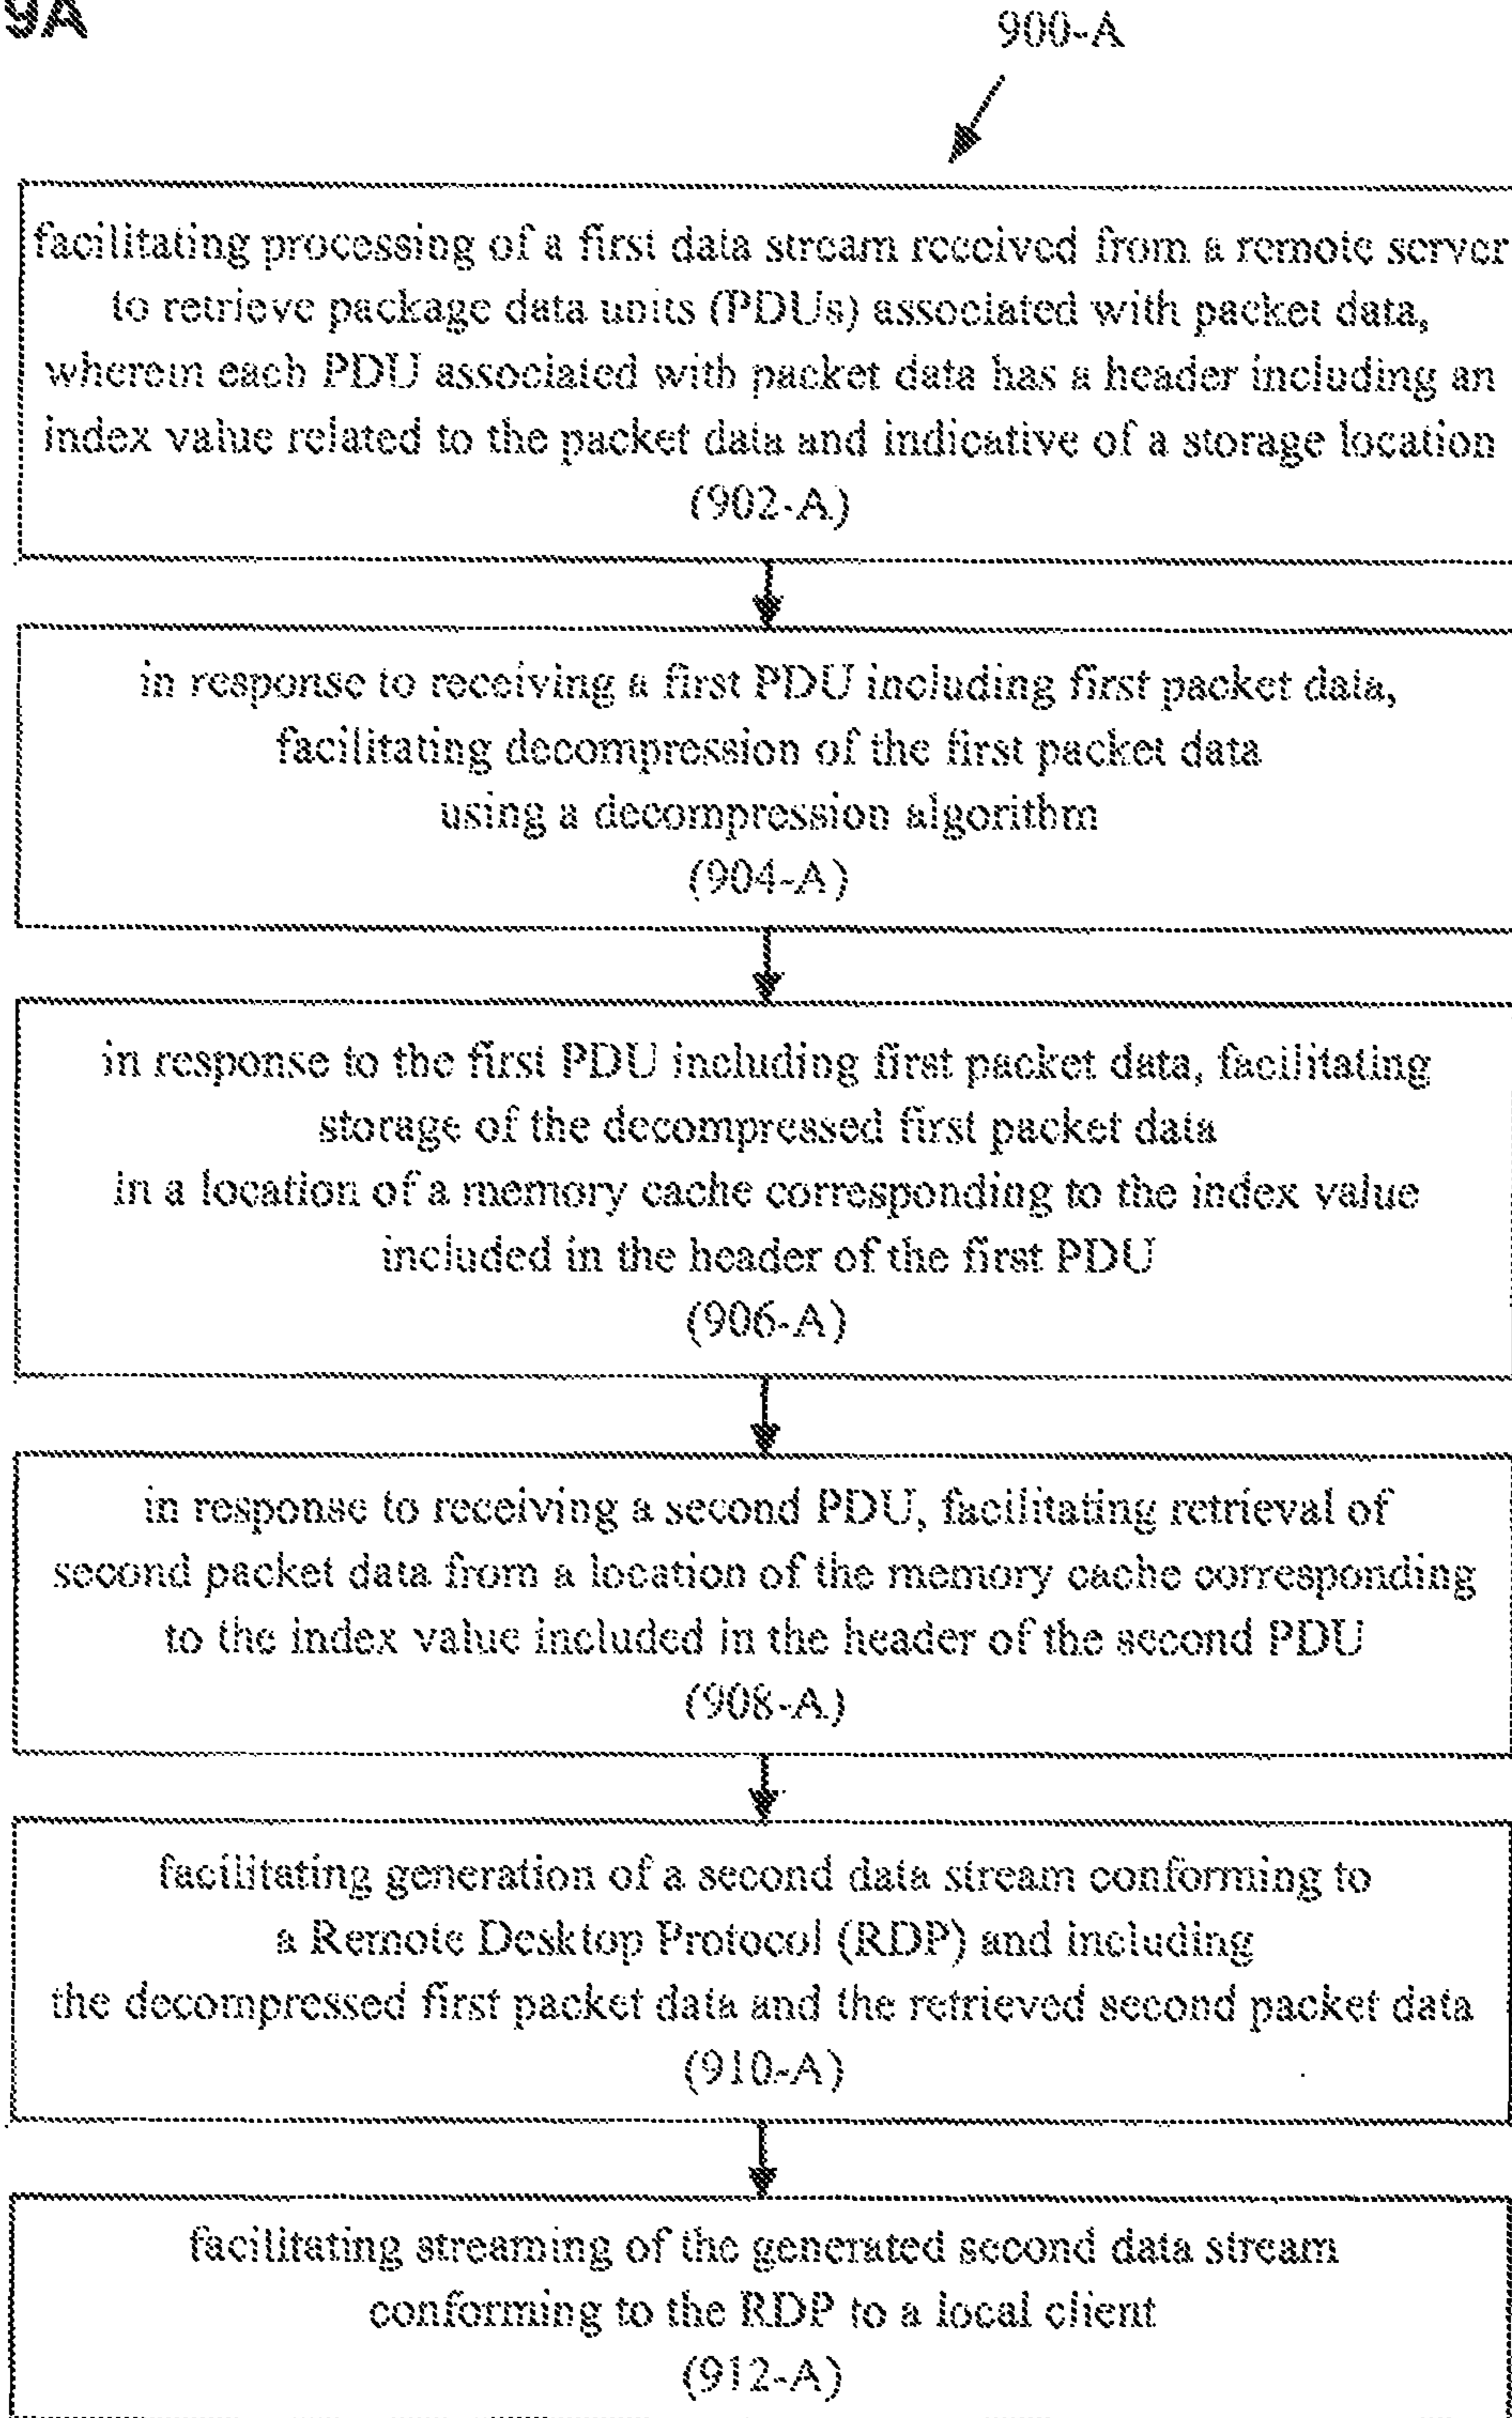 9A
900-A
facilitating processing of a first data stream received from a remote server
to retrieve package data units (PDUs) associated with packet data,
wherein each PDU associated with packet data has a header including an
index value related to the packet data and indicative of a storage location
(902-A)
in response to receiving a first PDU including first packet data,
facilitating decompression of the first packet data
using a decompression algorithm
(904-A)
in response to the first PDU including first packet data, facilitating
storage of the decompressed first packet data
in a location of a memory cache corresponding to the index value
included in the header of the first PDU
(906-A)
in response to receiving a second PDU, facilitating retrieval of
second packet data from a location of the memory cache corresponding
to the index value included in the header of the second PDU
(908-A)
facilitating generation of a second data stream conforming to
a Remote Desktop Protocol (RDP) and including
the decompressed first packet data and the retrieved second packet data
(910-A)
facilitating streaming of the generated second data stream
conforming to the RDP to a local client
(912-A)